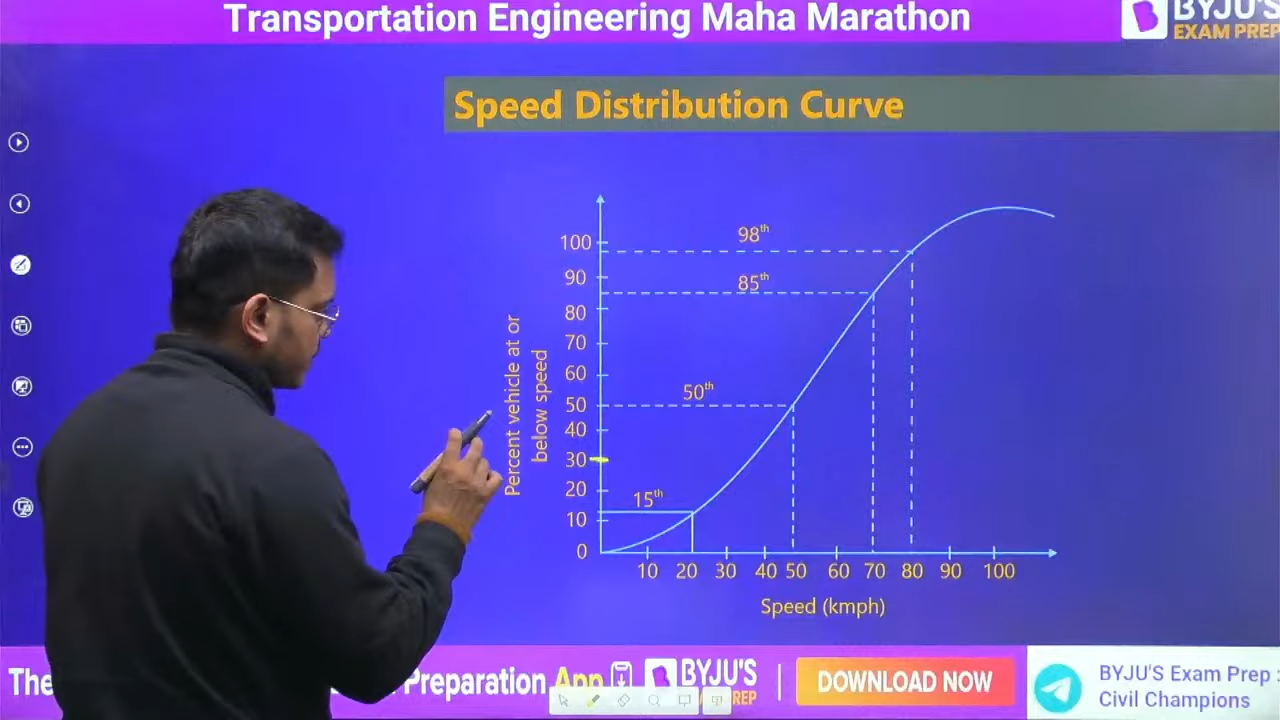 Transportation Engineering Maha Marathon
BYJU'S
EXAM PREP
Speed Distribution Curve
Percent vehicle at or
below speed
100
90
80
70
60
50
40
30
20
10
0
98th
85th
50th
15th
10 20 30 40 50 60 70 80 90 100
Speed (kmph)
The
Preparation App
BYJU'S
DOWNLOAD NOW
BYJU'S Exam Prep :
Civil Champions